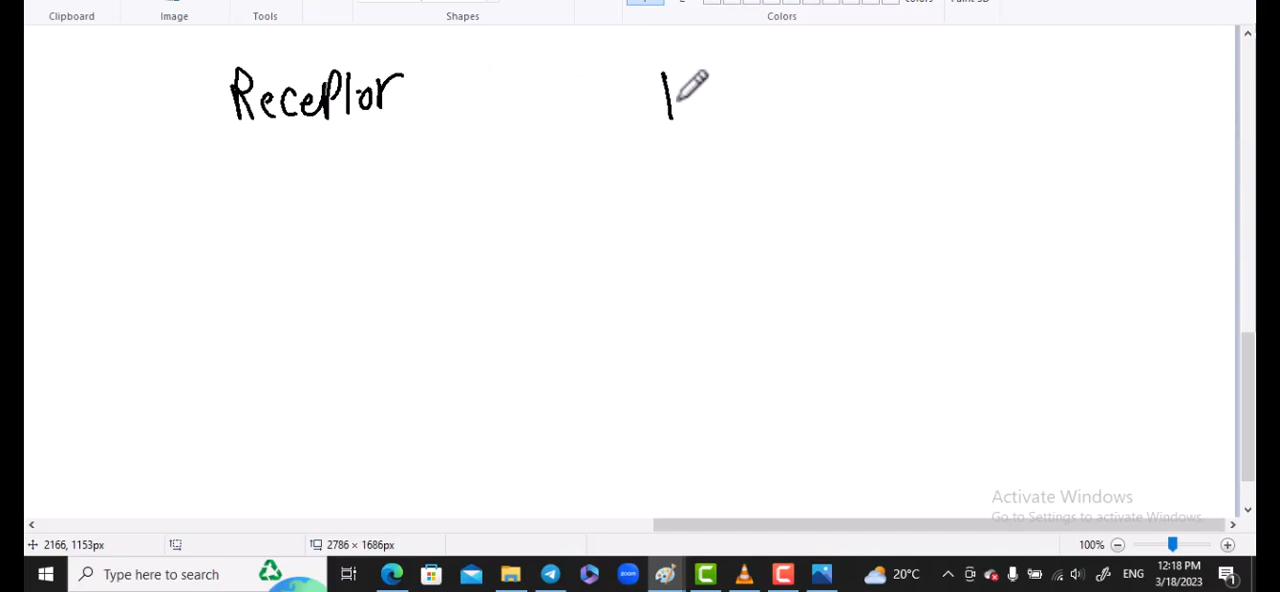 Clipboard Image Tools Shapes Colors
Receptor
Activate Windows
Go to Settings to activate Windows.
2166, 1153px 2786 × 1686px 100%
Type here to search 20°C ENG 12:18 PM
3/18/2023